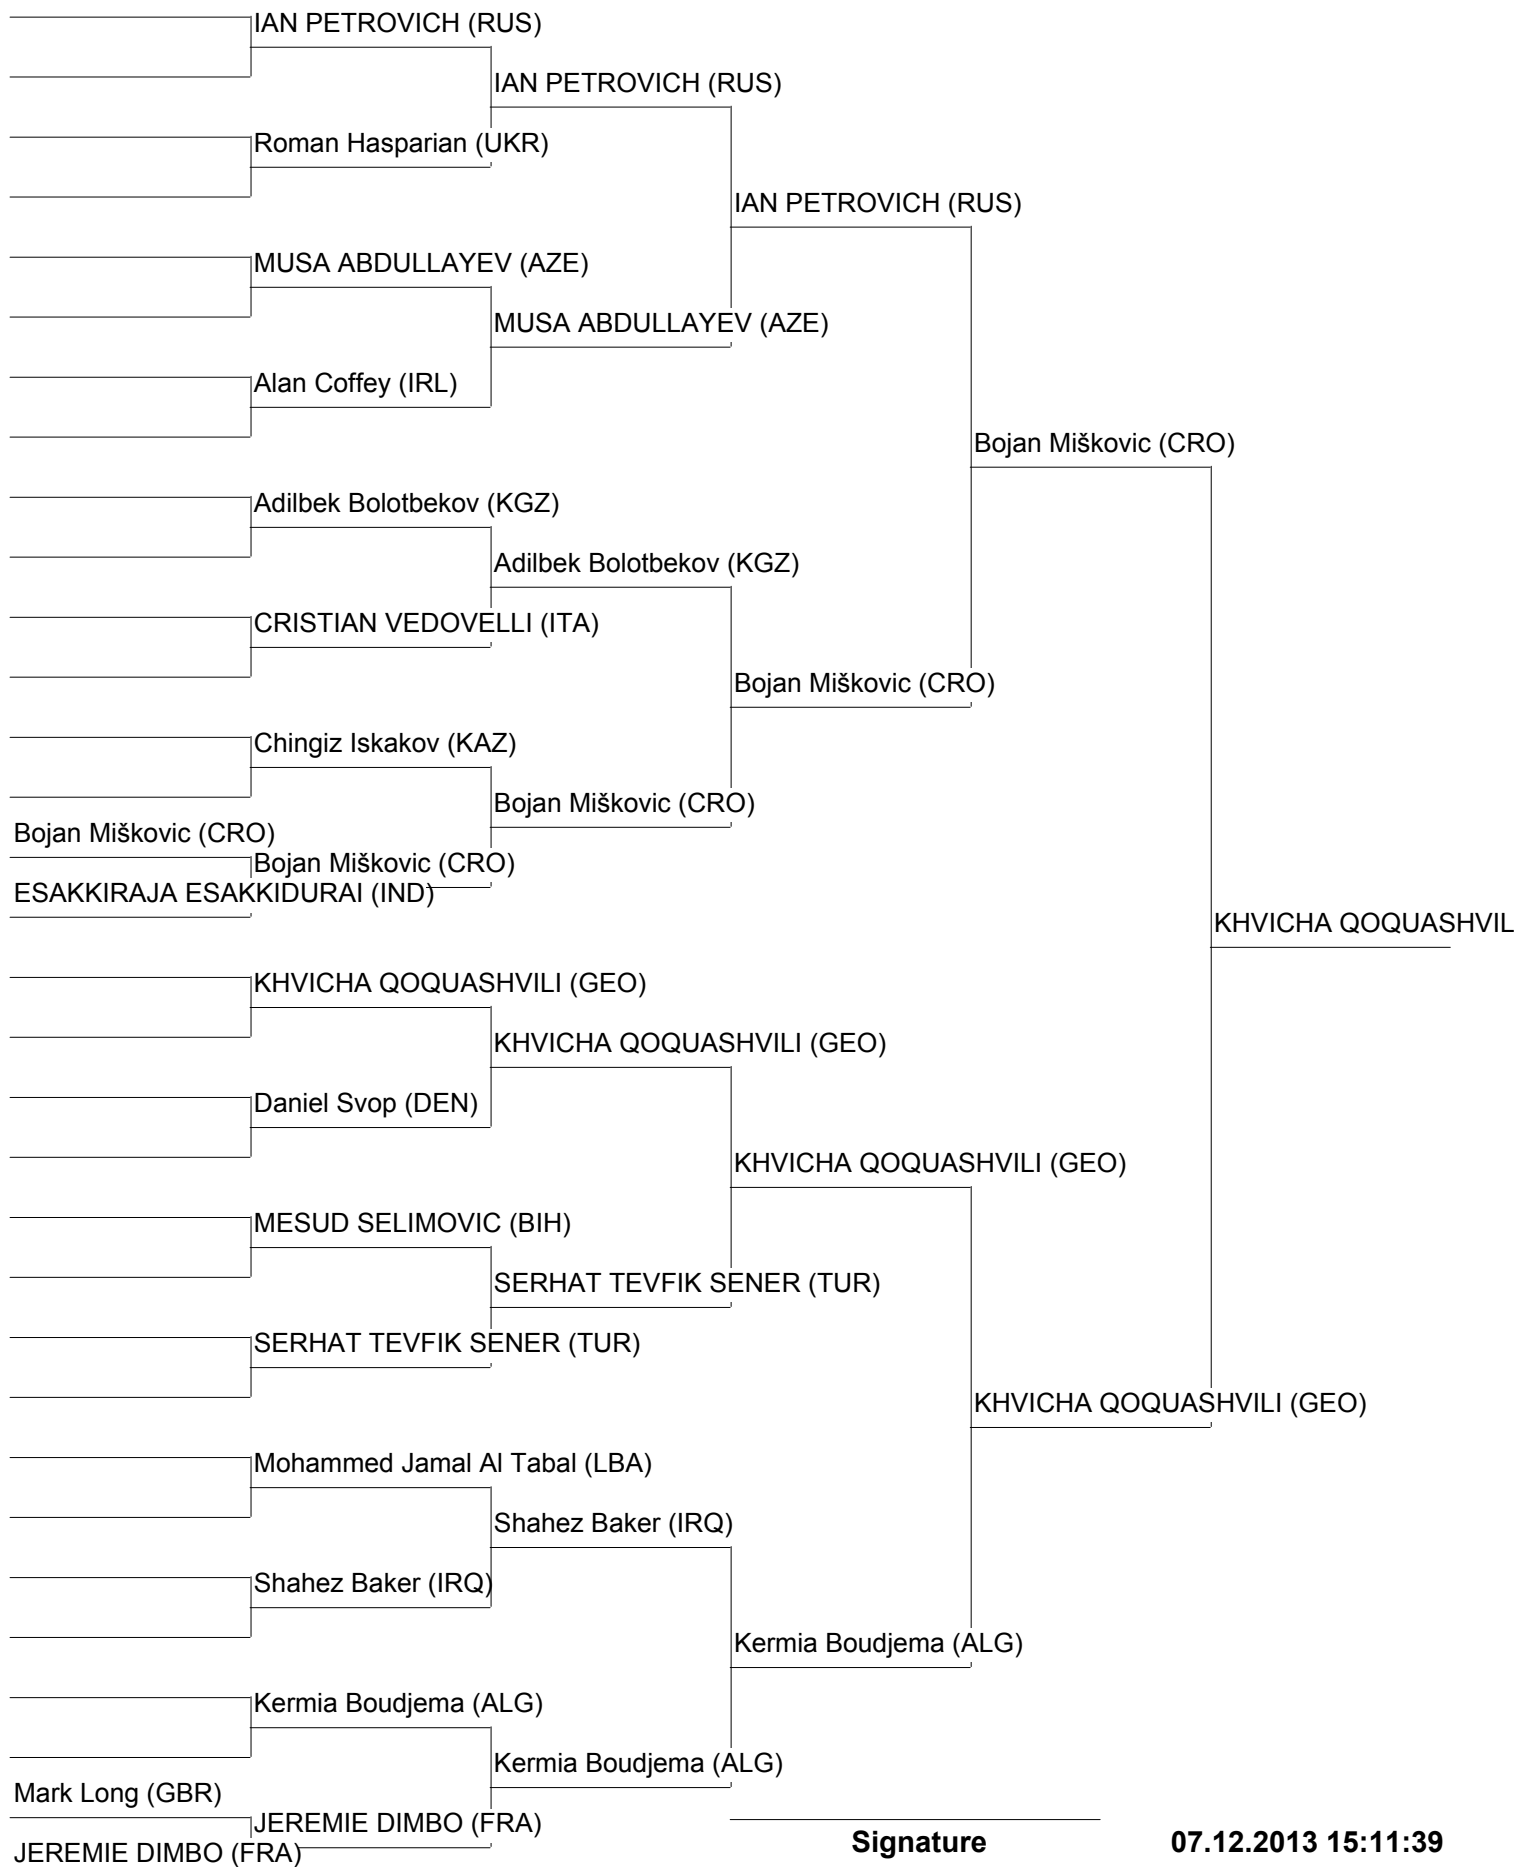 IAN PETROVICH (RUS)
IAN PETROVICH (RUS)
Roman Hasparian (UKR)
IAN PETROVICH (RUS)
MUSA ABDULLAYEV (AZE)
MUSA ABDULLAYEV (AZE)
Alan Coffey (IRL)
Bojan Miškovic (CRO)
Adilbek Bolotbekov (KGZ)
Adilbek Bolotbekov (KGZ)
CRISTIAN VEDOVELLI (ITA)
Bojan Miškovic (CRO)
Chingiz Iskakov (KAZ)
Bojan Miškovic (CRO)
Bojan Miškovic (CRO)
Bojan Miškovic (CRO)
ESAKKIRAJA ESAKKIDURAI (IND)
KHVICHA QOQUASHVIL
KHVICHA QOQUASHVILI (GEO)
KHVICHA QOQUASHVILI (GEO)
Daniel Svop (DEN)
KHVICHA QOQUASHVILI (GEO)
MESUD SELIMOVIC (BIH)
SERHAT TEVFIK SENER (TUR)
SERHAT TEVFIK SENER (TUR)
KHVICHA QOQUASHVILI (GEO)
Mohammed Jamal Al Tabal (LBA)
Shahez Baker (IRQ)
Shahez Baker (IRQ)
Kermia Boudjema (ALG)
Kermia Boudjema (ALG)
Kermia Boudjema (ALG)
Mark Long (GBR)
JEREMIE DIMBO (FRA)
JEREMIE DIMBO (FRA)
Signature 07.12.2013 15:11:39